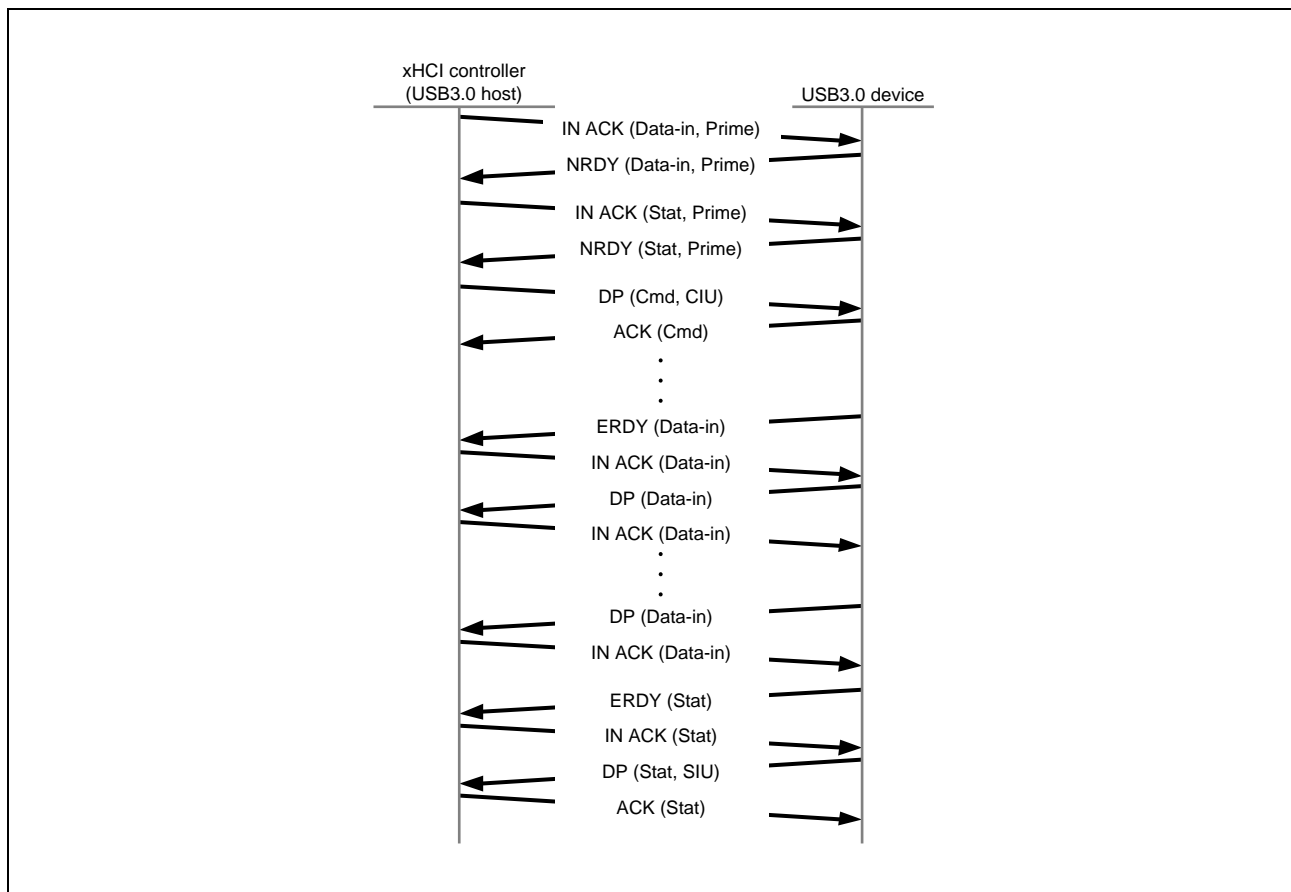 xHCI controller
(USB3.0 host)
USB3.0 device
IN ACK (Data-in, Prime)
NRDY (Data-in, Prime)
IN ACK (Stat, Prime)
NRDY (Stat, Prime)
DP (Cmd, CIU)
ACK (Cmd)
ERDY (Data-in)
IN ACK (Data-in)
DP (Data-in)
IN ACK (Data-in)
DP (Data-in)
IN ACK (Data-in)
ERDY (Stat)
IN ACK (Stat)
DP (Stat, SIU)
ACK (Stat)